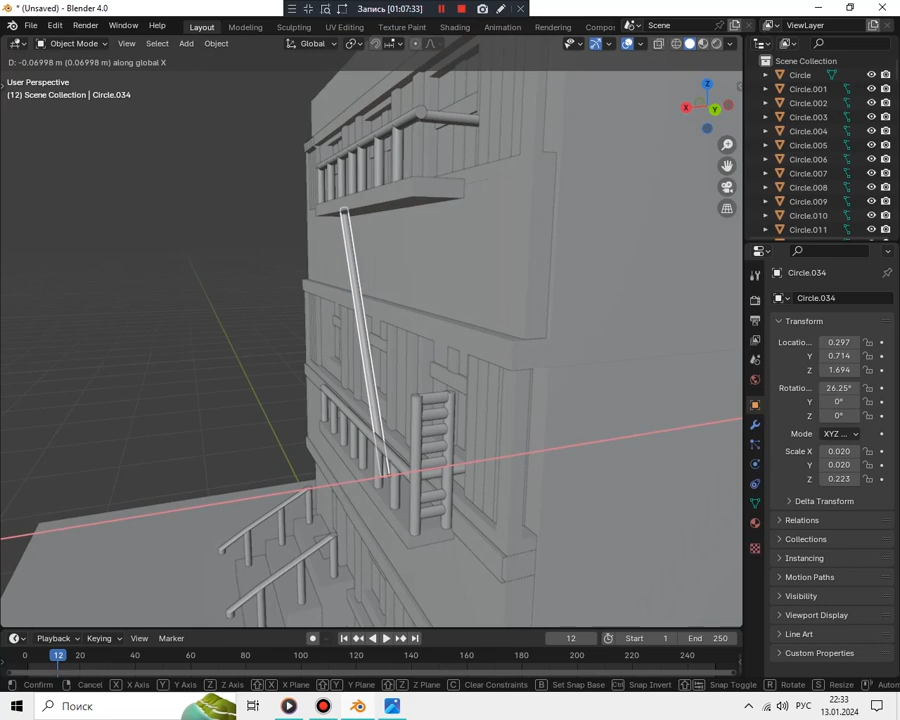 * (Unsaved) - Blender 4.0
Запись [01:07:33]
File Edit Render Window Help
Layout Modeling Sculpting UV Editing Texture Paint Shading Animation Rendering Compos
Scene
ViewLayer
Object Mode View Select Add Object
Global
D: -0.06998 m (0.06998 m) along global X
User Perspective
(12) Scene Collection | Circle.034
X
Y
Z
Scene Collection
Circle
Circle.001
Circle.002
Circle.003
Circle.004
Circle.005
Circle.006
Circle.007
Circle.008
Circle.009
Circle.010
Circle.011
Circle.034
Circle.034
Transform
Locatio... 0.297
Y 0.714
Z 1.694
Rotatio... 26.25°
Y 0°
Z 0°
Mode XYZ ...
Scale X 0.020
Y 0.020
Z 0.223
Delta Transform
Relations
Collections
Instancing
Motion Paths
Visibility
Viewport Display
Line Art
Custom Properties
Playback Keying View Marker
12
Start 1
End 250
0 12 20 40 60 80 100 120 140 160 180 200 220 240
Confirm Cancel X X Axis Y Y Axis Z Z Axis X X Plane Y Y Plane Z Z Plane C Clear Constraints B Set Snap Base Ctrl Snap Invert Snap Toggle R Rotate S Resize Autom
Поиск
РУС
22:33
13.01.2024